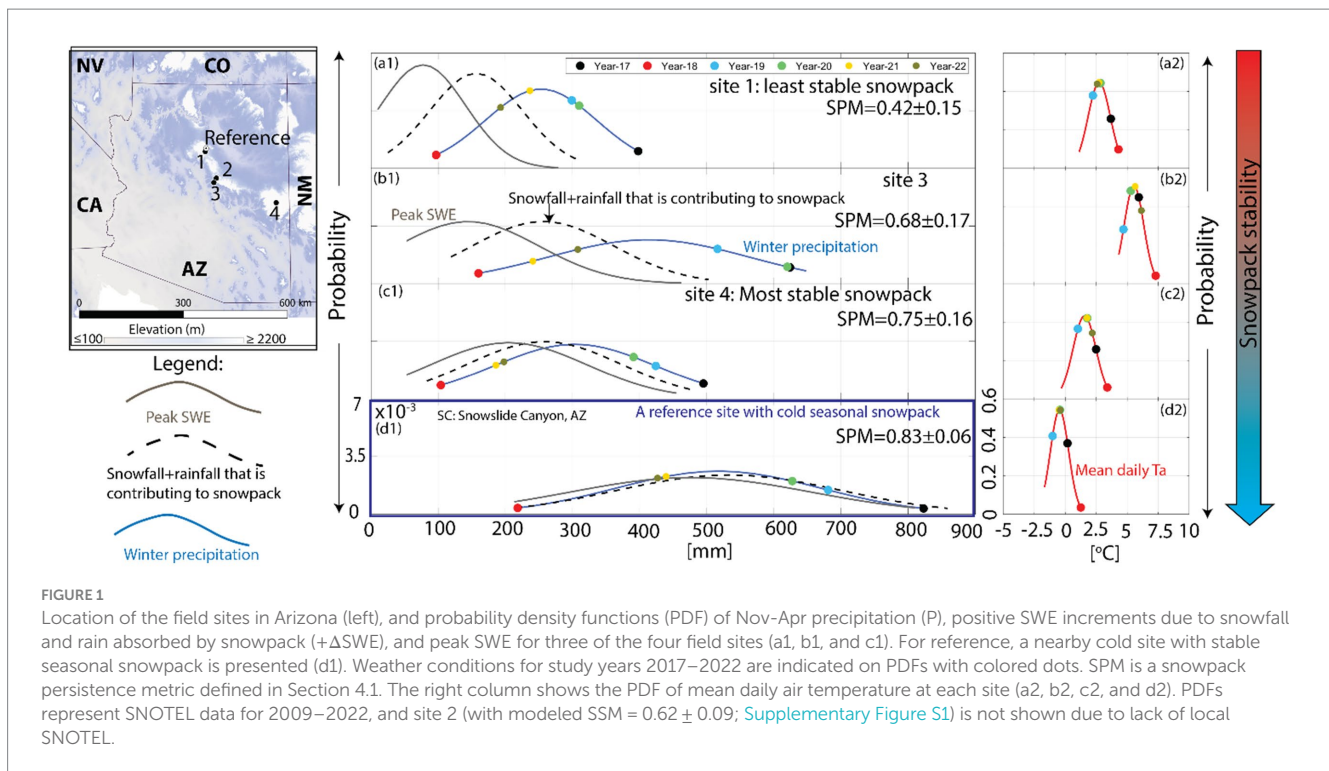 NV
CO
Reference
1
2
3
4
CA
NM
AZ
0
300
600 km
Elevation (m)
≤100
≥ 2200
Legend:
Peak SWE
Snowfall+rainfall that is
contributing to snowpack
Winter precipitation
Probability
(a1)
Year-17
Year-18
Year-19
Year-20
Year-21
Year-22
site 1: least stable snowpack
SPM=0.42±0.15
(b1)
site 3
Snowfall+rainfall that is contributing to snowpack
Peak SWE
SPM=0.68±0.17
Winter precipitation
(c1)
site 4: Most stable snowpack
SPM=0.75±0.16
7
x10⁻³
SC: Snowslide Canyon, AZ
A reference site with cold seasonal snowpack
(d1)
SPM=0.83±0.06
3.5
0
0
100
200
300
400
500
600
700
800
900
[mm]
(a2)
(b2)
(c2)
(d2)
0.6
0.4
0.2
0
Mean daily Ta
-5
-2.5
0
2.5
5
7.5
10
[°C]
Probability
Snowpack stability
FIGURE 1
Location of the field sites in Arizona (left), and probability density functions (PDF) of Nov-Apr precipitation (P), positive SWE increments due to snowfall
and rain absorbed by snowpack (+ΔSWE), and peak SWE for three of the four field sites (a1, b1, and c1). For reference, a nearby cold site with stable
seasonal snowpack is presented (d1). Weather conditions for study years 2017–2022 are indicated on PDFs with colored dots. SPM is a snowpack
persistence metric defined in Section 4.1. The right column shows the PDF of mean daily air temperature at each site (a2, b2, c2, and d2). PDFs
represent SNOTEL data for 2009–2022, and site 2 (with modeled SSM = 0.62 ± 0.09; Supplementary Figure S1) is not shown due to lack of local
SNOTEL.